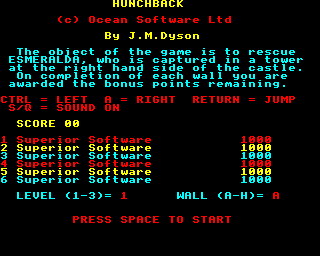 HUNCHBACK
(c) Ocean Software Ltd
By J.M.Dyson
The object of the game is to rescue
ESMERALDA, who is captured in a tower
at the right hand side of the castle.
On completion of each wall you are
awarded the bonus points remaining.
CTRL = LEFT A = RIGHT RETURN = JUMP
S/Q = SOUND ON
SCORE 00
1 Superior Software 1000
2 Superior Software 1000
3 Superior Software 1000
4 Superior Software 1000
5 Superior Software 1000
6 Superior Software 1000
LEVEL (1-3)= 1 WALL (A-H)= A
PRESS SPACE TO START